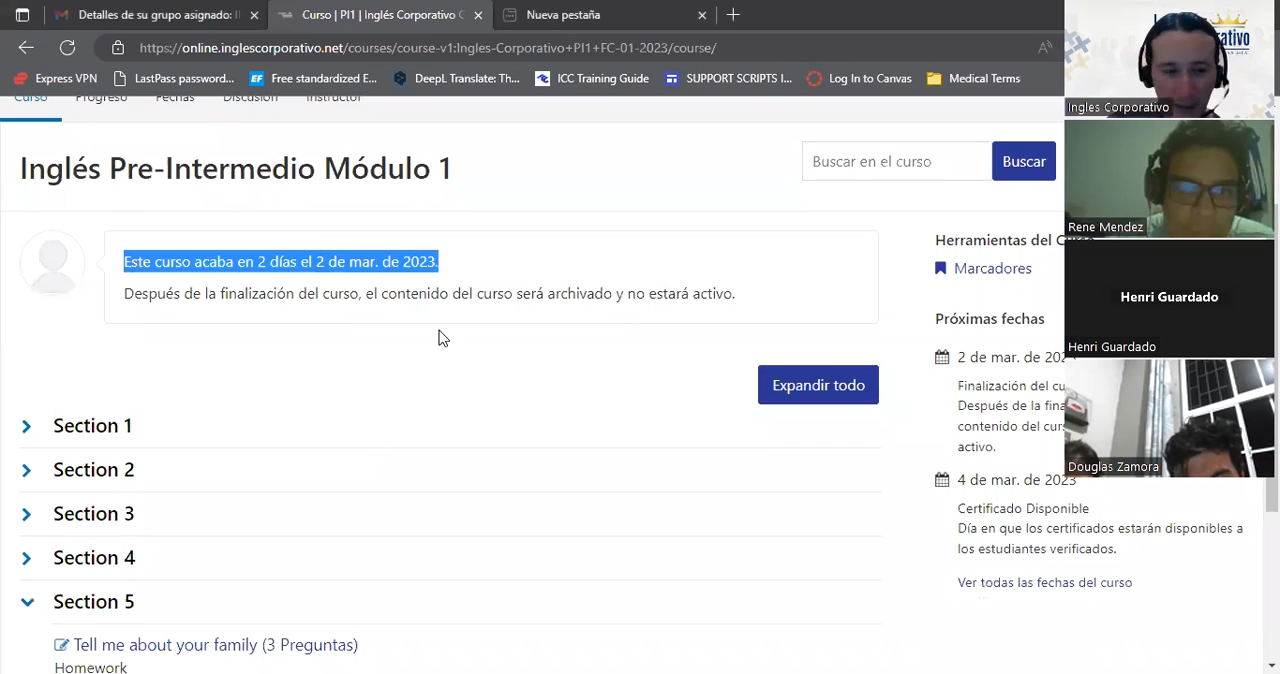 Detalles de su grupo asignado: I
Curso | PI1 | Inglés Corporativo C
Nueva pestaña
https://online.inglescorporativo.net/courses/course-v1:Ingles-Corporativo+PI1+FC-01-2023/course/
Express VPN
LastPass password...
Free standardized E...
DeepL Translate: Th...
ICC Training Guide
SUPPORT SCRIPTS I...
Log In to Canvas
Medical Terms
Curso
Progreso
Fechas
Discusión
Instructor
Inglés Pre-Intermedio Módulo 1
Buscar en el curso
Buscar
Este curso acaba en 2 días el 2 de mar. de 2023.
Después de la finalización del curso, el contenido del curso será archivado y no estará activo.
Expandir todo
Section 1
Section 2
Section 3
Section 4
Section 5
Tell me about your family (3 Preguntas)
Homework
Herramientas del
Marcadores
Próximas fechas
2 de mar. de
Finalización del cu
Después de la fina
contenido del cur
activo.
4 de mar. de 2023
Certificado Disponible
Día en que los certificados estarán disponibles a
los estudiantes verificados.
Ver todas las fechas del curso
Ingles Corporativo
Rene Mendez
Henri Guardado
Henri Guardado
Douglas Zamora